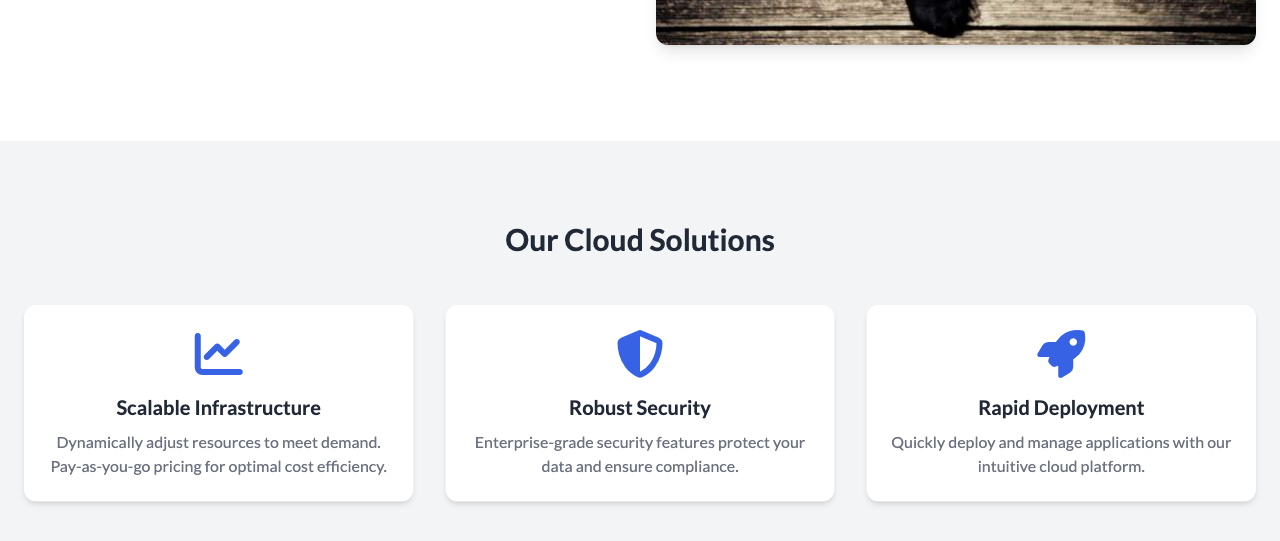 Our Cloud Solutions
Scalable Infrastructure
Dynamically adjust resources to meet demand.
Pay-as-you-go pricing for optimal cost efficiency.
Robust Security
Enterprise-grade security features protect your
data and ensure compliance.
Rapid Deployment
Quickly deploy and manage applications with our
intuitive cloud platform.